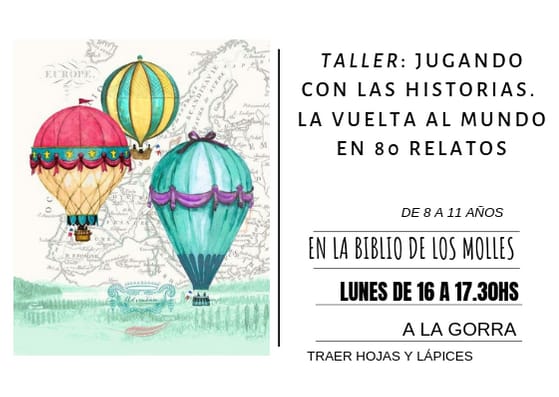 TALLER: JUGANDO
CON LAS HISTORIAS.
LA VUELTA AL MUNDO
EN 80 RELATOS
DE 8 A 11 AÑOS
EN LA BIBLIO DE LOS MOLLES
LUNES DE 16 A 17.30HS
A LA GORRA
TRAER HOJAS Y LÁPICES
EUROPE.